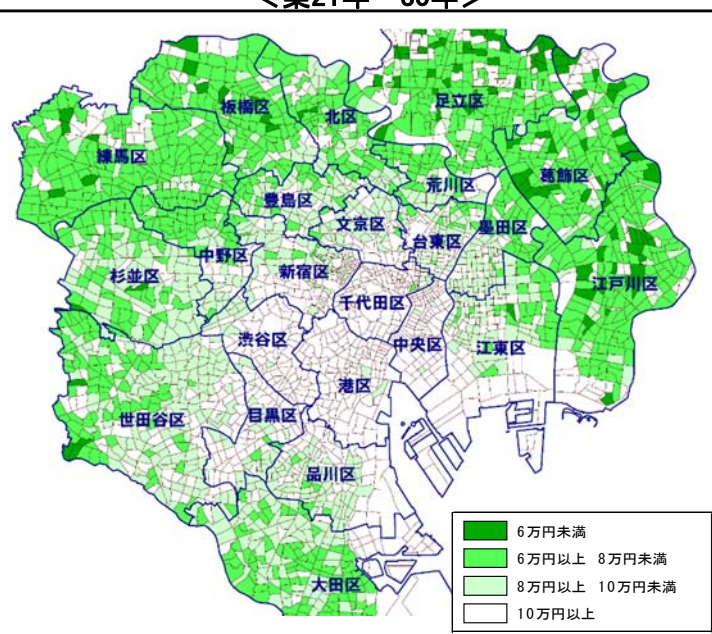 板橋区
北区
足立区
練馬区
葛飾区
荒川区
豊島区
文京区
台東区
墨田区
中野区
杉並区
新宿区
江戸川区
千代田区
渋谷区
中央区
江東区
港区
世田谷区
目黒区
品川区
大田区
6万円未満
6万円以上 8万円未満
8万円以上 10万円未満
10万円以上